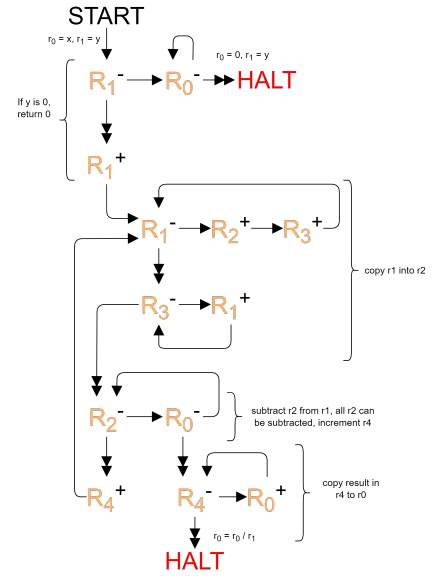 START
r₀ = x, r₁ = y
r₀ = 0, r₁ = y
R₁⁻ R₀⁻ HALT
If y is 0,
return 0
R₁⁺
R₁⁻ R₂⁺ R₃⁺
copy r1 into r2
R₃⁻ R₁⁺
R₂⁻ R₀⁻
subtract r2 from r1, all r2 can
be subtracted, increment r4
R₄⁺ R₄⁻ R₀⁺
copy result in
r4 to r0
r₀ = r₀ / r₁
HALT